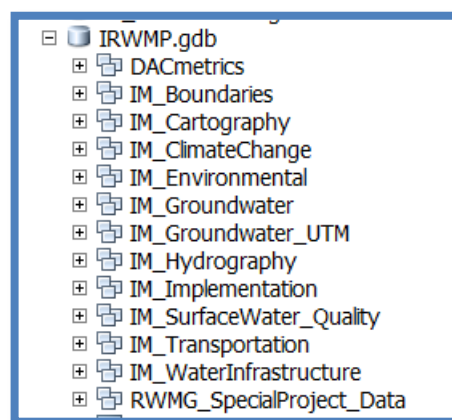 IRWMP.gdb
DACmetrics
IM_Boundaries
IM_Cartography
IM_ClimateChange
IM_Environmental
IM_Groundwater
IM_Groundwater_UTM
IM_Hydrography
IM_Implementation
IM_SurfaceWater_Quality
IM_Transportation
IM_WaterInfrastructure
RWMG_SpecialProject_Data